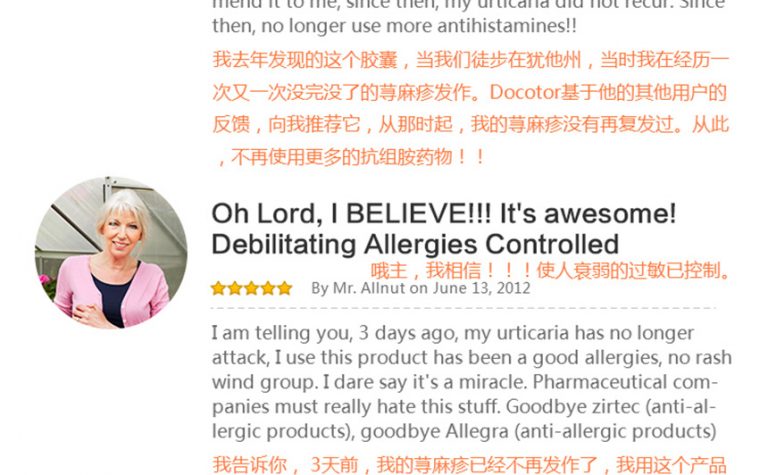 mend it to me, since then, my urticaria did not recur. Since
then, no longer use more antihistamines!!
我去年发现的这个胶囊，当我们徒步在犹他州，当时我在经历一
次又一次没完没了的荨麻疹发作。Docotor基于他的其他用户的
反馈，向我推荐它，从那时起，我的荨麻疹没有再复发过。从此
，不再使用更多的抗组胺药物！！
Oh Lord, I BELIEVE!!! It's awesome!
Debilitating Allergies Controlled
哦主，我相信！！！使人衰弱的过敏已控制。
By Mr. Allnut on June 13, 2012
I am telling you, 3 days ago, my urticaria has no longer
attack, I use this product has been a good allergies, no rash
wind group. I dare say it's a miracle. Pharmaceutical com-
panies must really hate this stuff. Goodbye zirtec (anti-al-
lergic products), goodbye Allegra (anti-allergic products)
我告诉你，3天前，我的荨麻疹已经不再发作了，我用这个产品